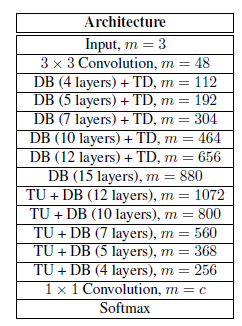 Architecture
Input, m = 3
3 × 3 Convolution, m = 48
DB (4 layers) + TD, m = 112
DB (5 layers) + TD, m = 192
DB (7 layers) + TD, m = 304
DB (10 layers) + TD, m = 464
DB (12 layers) + TD, m = 656
DB (15 layers), m = 880
TU + DB (12 layers), m = 1072
TU + DB (10 layers), m = 800
TU + DB (7 layers), m = 560
TU + DB (5 layers), m = 368
TU + DB (4 layers), m = 256
1 × 1 Convolution, m = c
Softmax